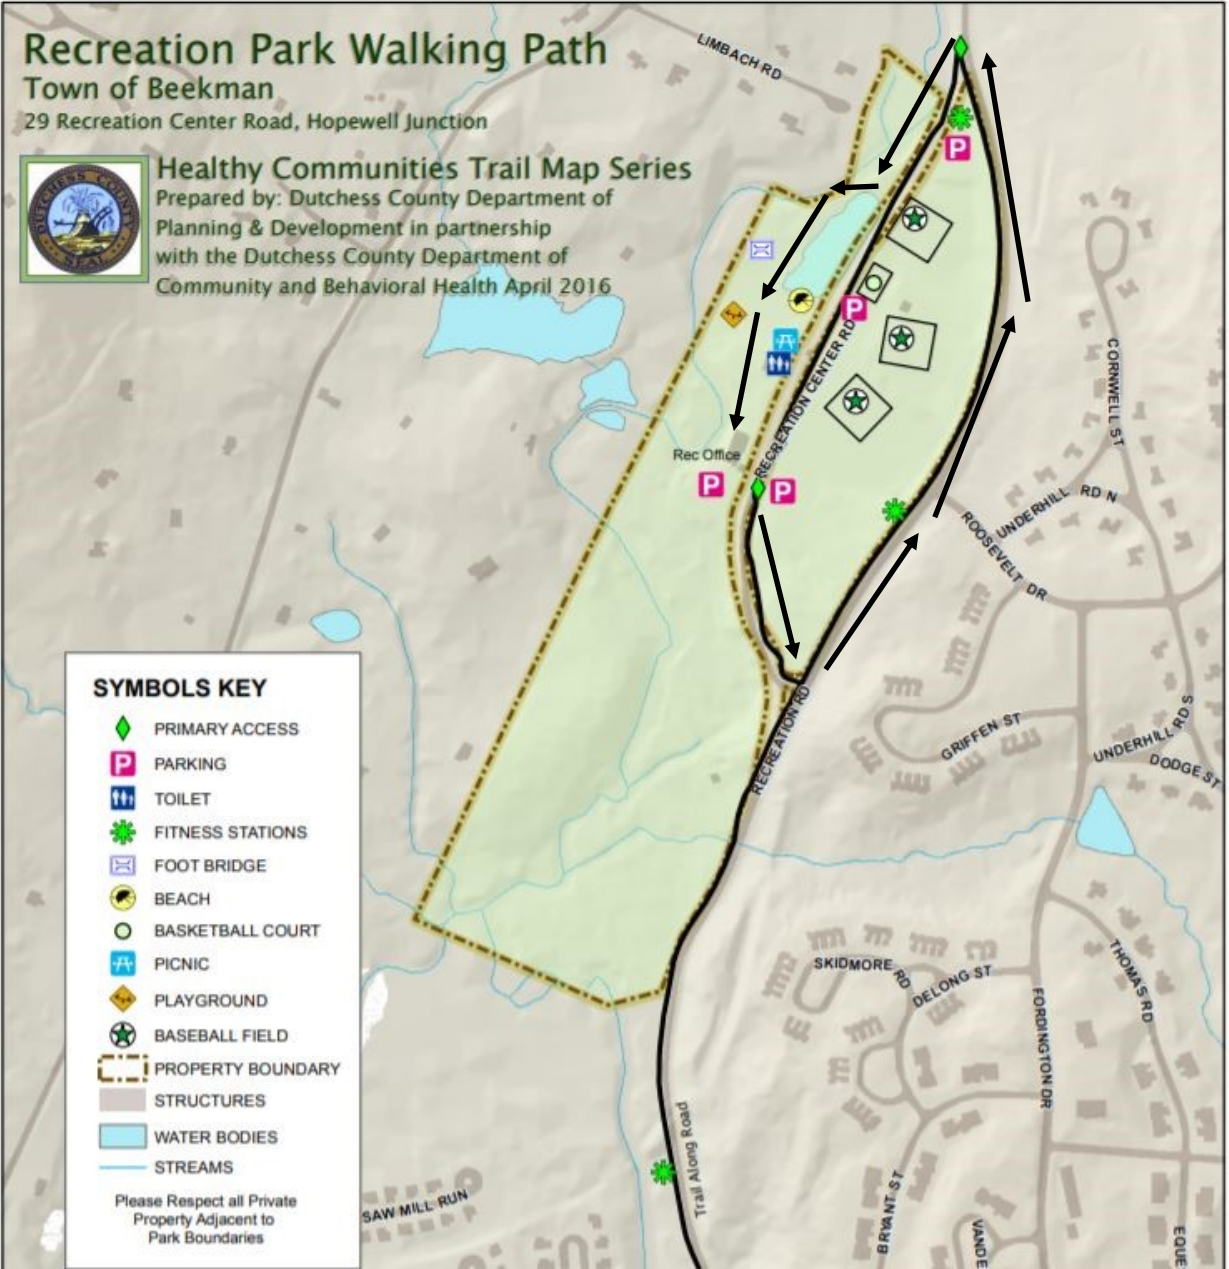 Recreation Park Walking Path
Town of Beekman
29 Recreation Center Road, Hopewell Junction
Healthy Communities Trail Map Series
Prepared by: Dutchess County Department of
Planning & Development in partnership
with the Dutchess County Department of
Community and Behavioral Health April 2016
DUTCHESS COUNTY
SEAL
LIMBACH RD
P
P
RECREATION CENTER RD
CORNWELL ST
Rec Office
P
P
UNDERHILL RD N
ROOSEVELT DR
RECREATION RD
GRIFFEN ST
UNDERHILL RD S
DODGE ST
SYMBOLS KEY
PRIMARY ACCESS
P PARKING
TOILET
FITNESS STATIONS
FOOT BRIDGE
BEACH
BASKETBALL COURT
PICNIC
PLAYGROUND
BASEBALL FIELD
PROPERTY BOUNDARY
STRUCTURES
WATER BODIES
STREAMS
Please Respect all Private
Property Adjacent to
Park Boundaries
SKIDMORE RD
DELONG ST
THOMAS RD
FORDINGTON DR
Trail Along Road
SAW MILL RUN
BRYANT ST
VANDE
EQUE